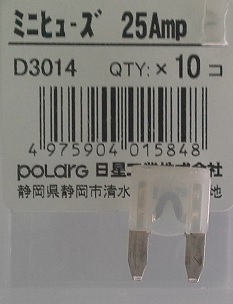 ミニヒューズ 25Amp
D3014 QTY: × 10 コ
4 975904 015848
polarg 日星工業株式会社
静岡県静岡市清水 地